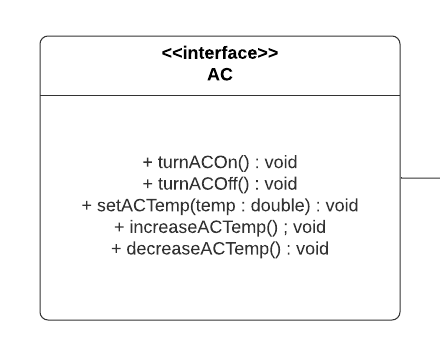 <<interface>>
AC
+ turnACOn() : void
+ turnACOff() : void
+ setACTemp(temp : double) : void
+ increaseACTemp() ; void
+ decreaseACTemp() : void